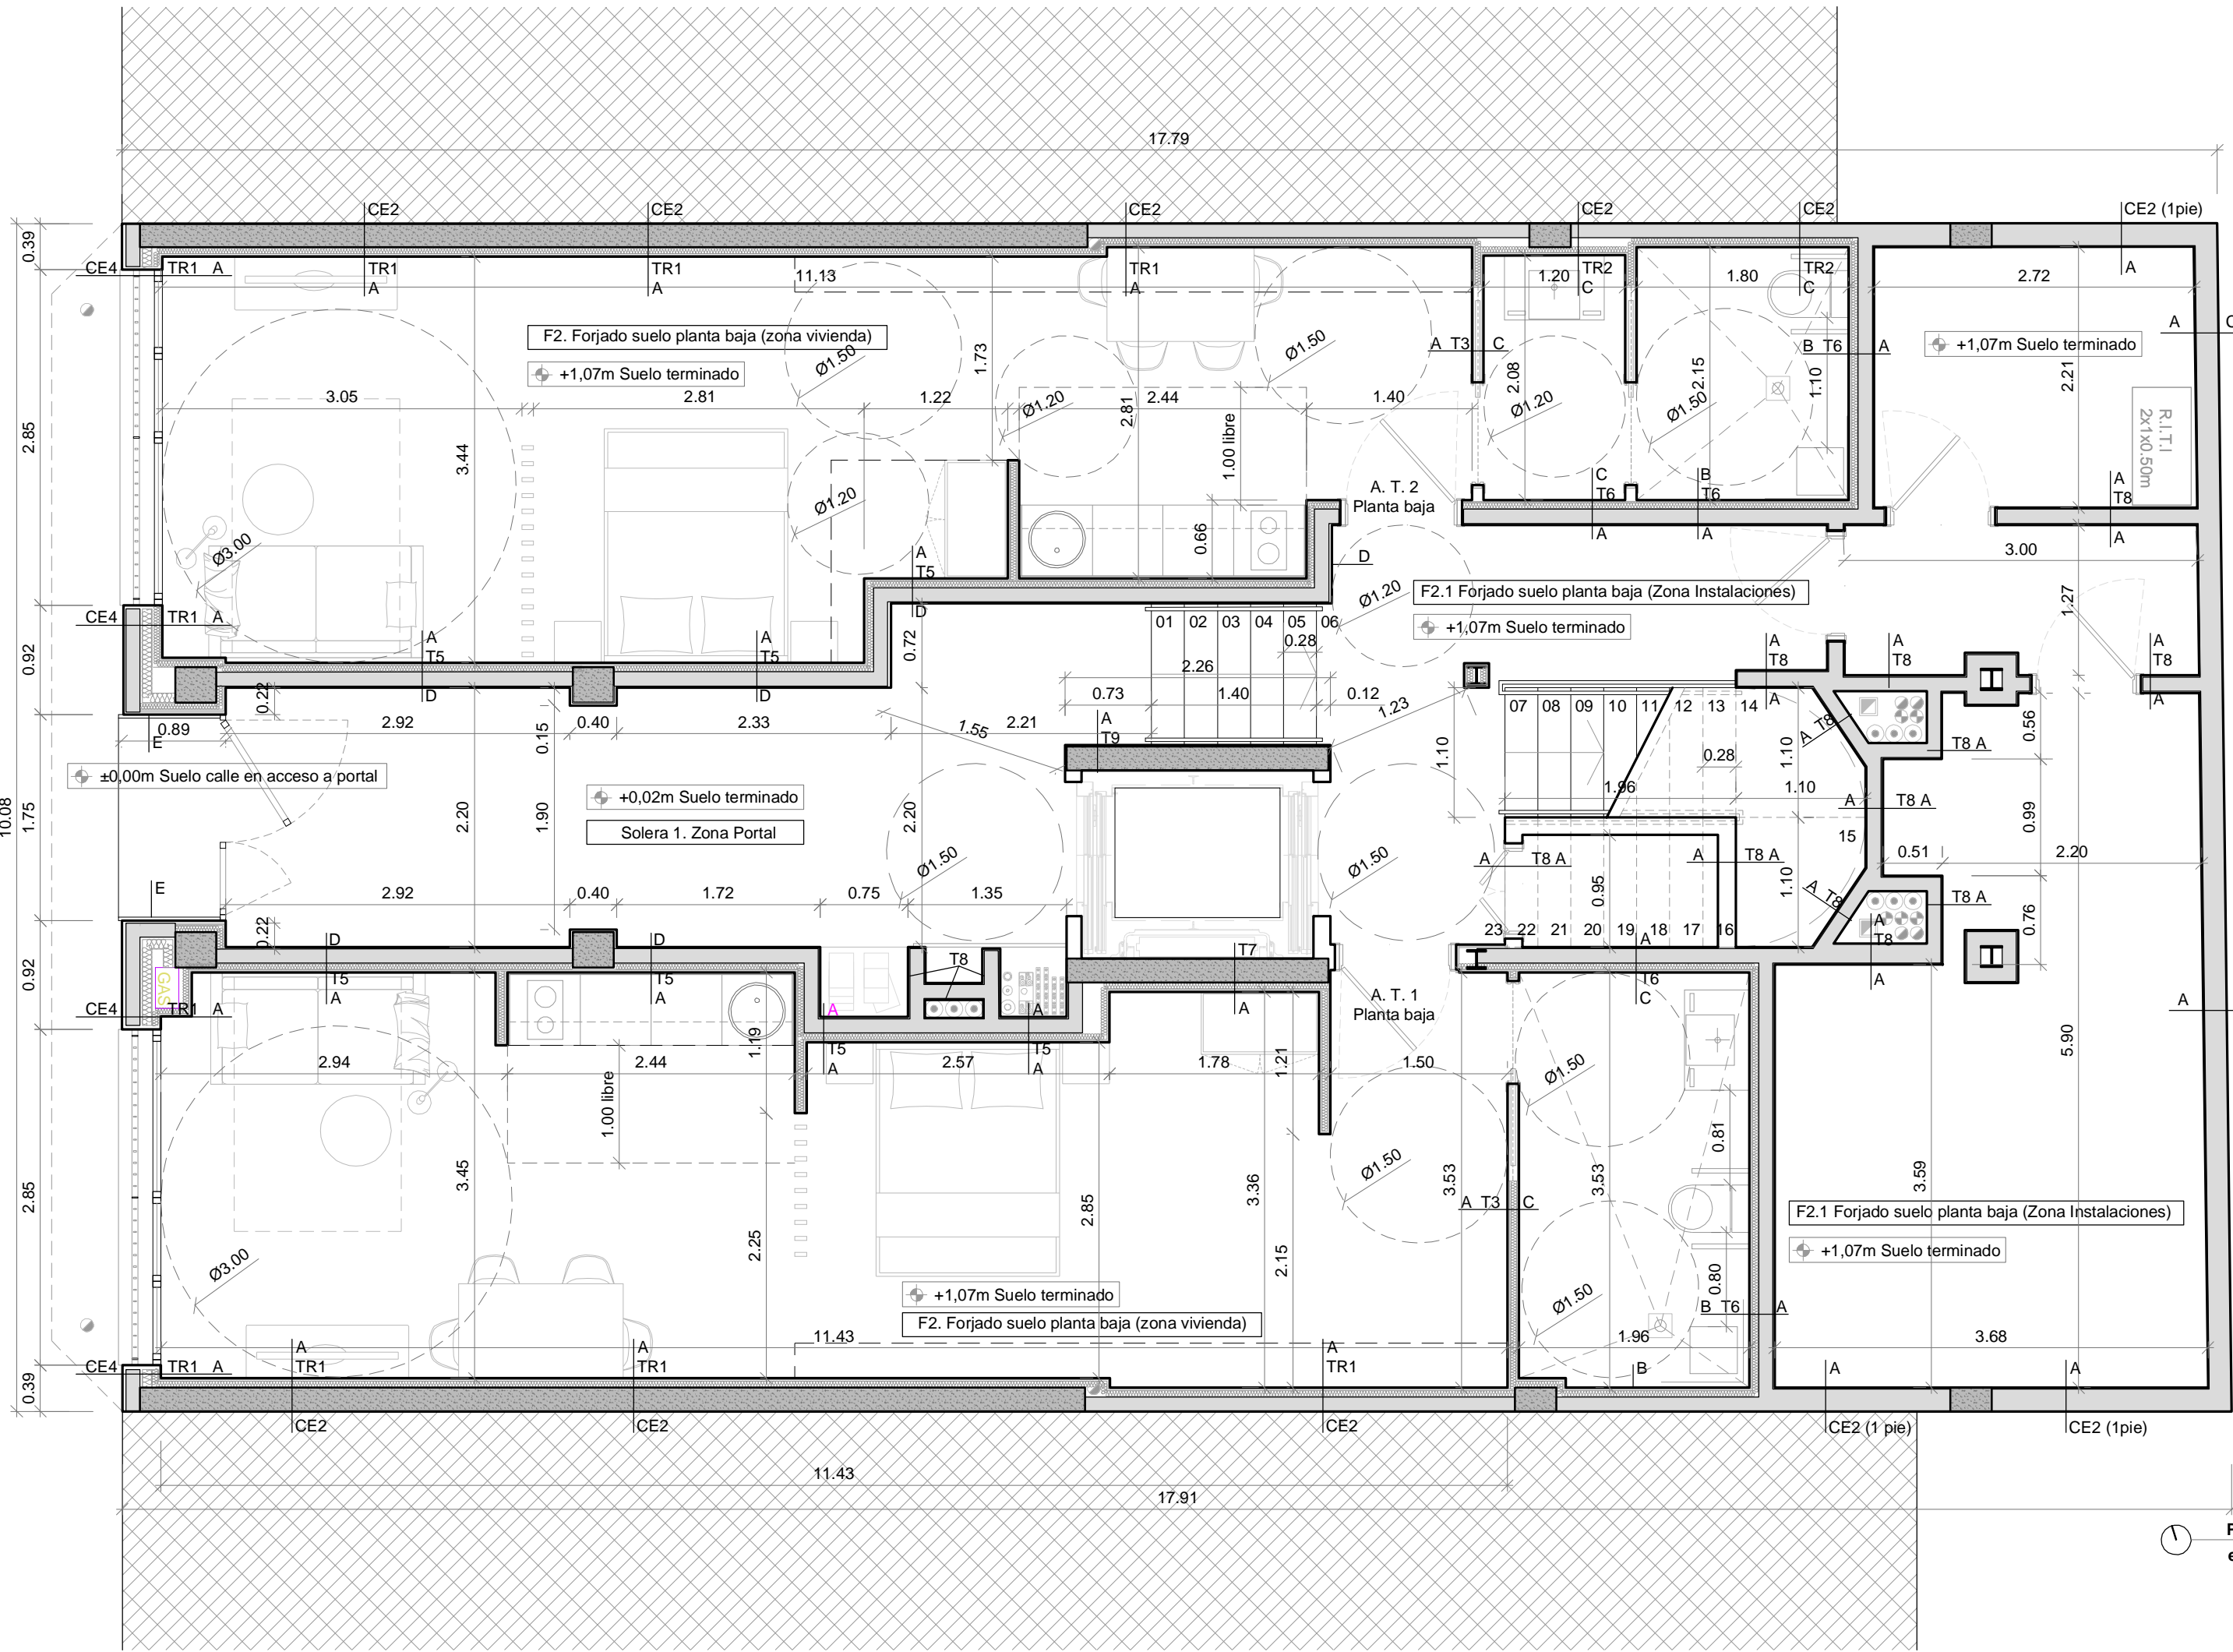 17.79
CE2
CE2
CE2
CE2
CE2
CE2 (1pie)
0.39
CE4
TR1 A
TR1
A
TR1
A
11.13
TR1
A
1.20
TR2
C
1.80
TR2
C
2.72
A
F2. Forjado suelo planta baja (zona vivienda)
+1,07m Suelo terminado
Ø1.50
1.73
Ø1.50
A T3 C
2.08
2.15
B T6 A
1.10
+1,07m Suelo terminado
2.21
A
3.05
2.81
1.22
Ø1.20
2.81
2.44
1.40
Ø1.20
Ø1.50
R.I.T.I
2x1x0.50m
2.85
3.44
1.00 libre
Ø1.20
0.66
A. T. 2
Planta baja
C
T6
A
B
T6
A
A
T8
A
3.00
Ø3.00
A
T5
D
D
Ø1.20
F2.1 Forjado suelo planta baja (Zona Instalaciones)
+1,07m Suelo terminado
1.27
CE4
TR1 A
A
T5
D
A
T5
D
0.72
01 02 03 04 05 06
0.28
2.26
0.73
1.40
0.12
1.23
A
T8
A
A
T8
A
T8
A
0.92
0.22
0.89
E
2.92
0.15
0.40
2.33
2.21
1.55
A
T9
07 08 09 10 11 12 13 14
0.28
1.10
1.10
A T8
T8 A
0.56
±0,00m Suelo calle en acceso a portal
+0,02m Suelo terminado
Solera 1. Zona Portal
10.08
1.75
2.20
1.90
2.20
Ø1.50
Ø1.50
1.96
1.10
A T8 A
0.99
15
A T8 A
A T8 A
0.51
2.20
E
2.92
0.40
1.72
0.75
1.35
0.95
1.10
A T8
T8 A
0.76
0.22
23 22 21 20 19 18 17 16
A
T8
A
D
T5
A
D
T5
A
T8
T7
A
A
T6
C
0.92
GAS
CE4
TR1 A
A
T5
A
A
T5
A
A. T. 1
Planta baja
A
2.94
2.44
1.19
2.57
1.78
1.21
1.50
Ø1.50
5.90
1.00 libre
0.81
2.85
3.45
2.25
2.85
3.36
2.15
Ø1.50
3.53
A T3 C
3.53
3.59
F2.1 Forjado suelo planta baja (Zona Instalaciones)
+1,07m Suelo terminado
Ø3.00
+1,07m Suelo terminado
F2. Forjado suelo planta baja (zona vivienda)
Ø1.50
0.80
B T6 A
11.43
1.96
3.68
CE4
TR1 A
A
TR1
A
TR1
A
TR1
B
A
A
0.39
CE2
CE2
CE2
CE2 (1 pie)
CE2 (1pie)
11.43
17.91